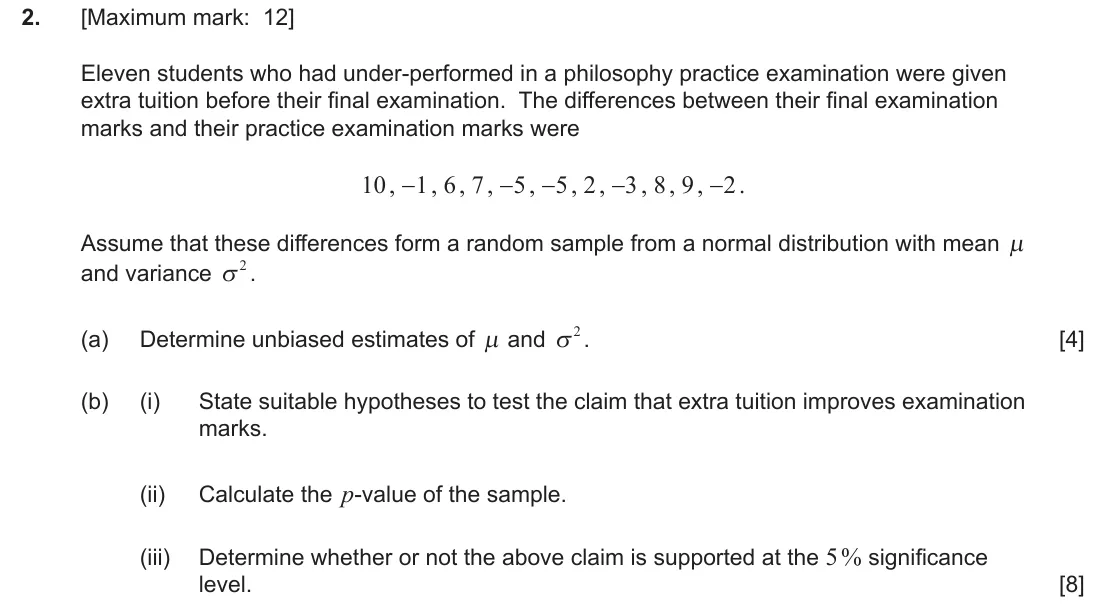 2. [Maximum mark: 12]
Eleven students who had under-performed in a philosophy practice examination were given
extra tuition before their final examination. The differences between their final examination
marks and their practice examination marks were
10, –1, 6, 7, –5, –5, 2, –3, 8, 9, –2.
Assume that these differences form a random sample from a normal distribution with mean μ
and variance σ².
(a) Determine unbiased estimates of μ and σ². [4]
(b) (i) State suitable hypotheses to test the claim that extra tuition improves examination
marks.
(ii) Calculate the p-value of the sample.
(iii) Determine whether or not the above claim is supported at the 5% significance
level. [8]